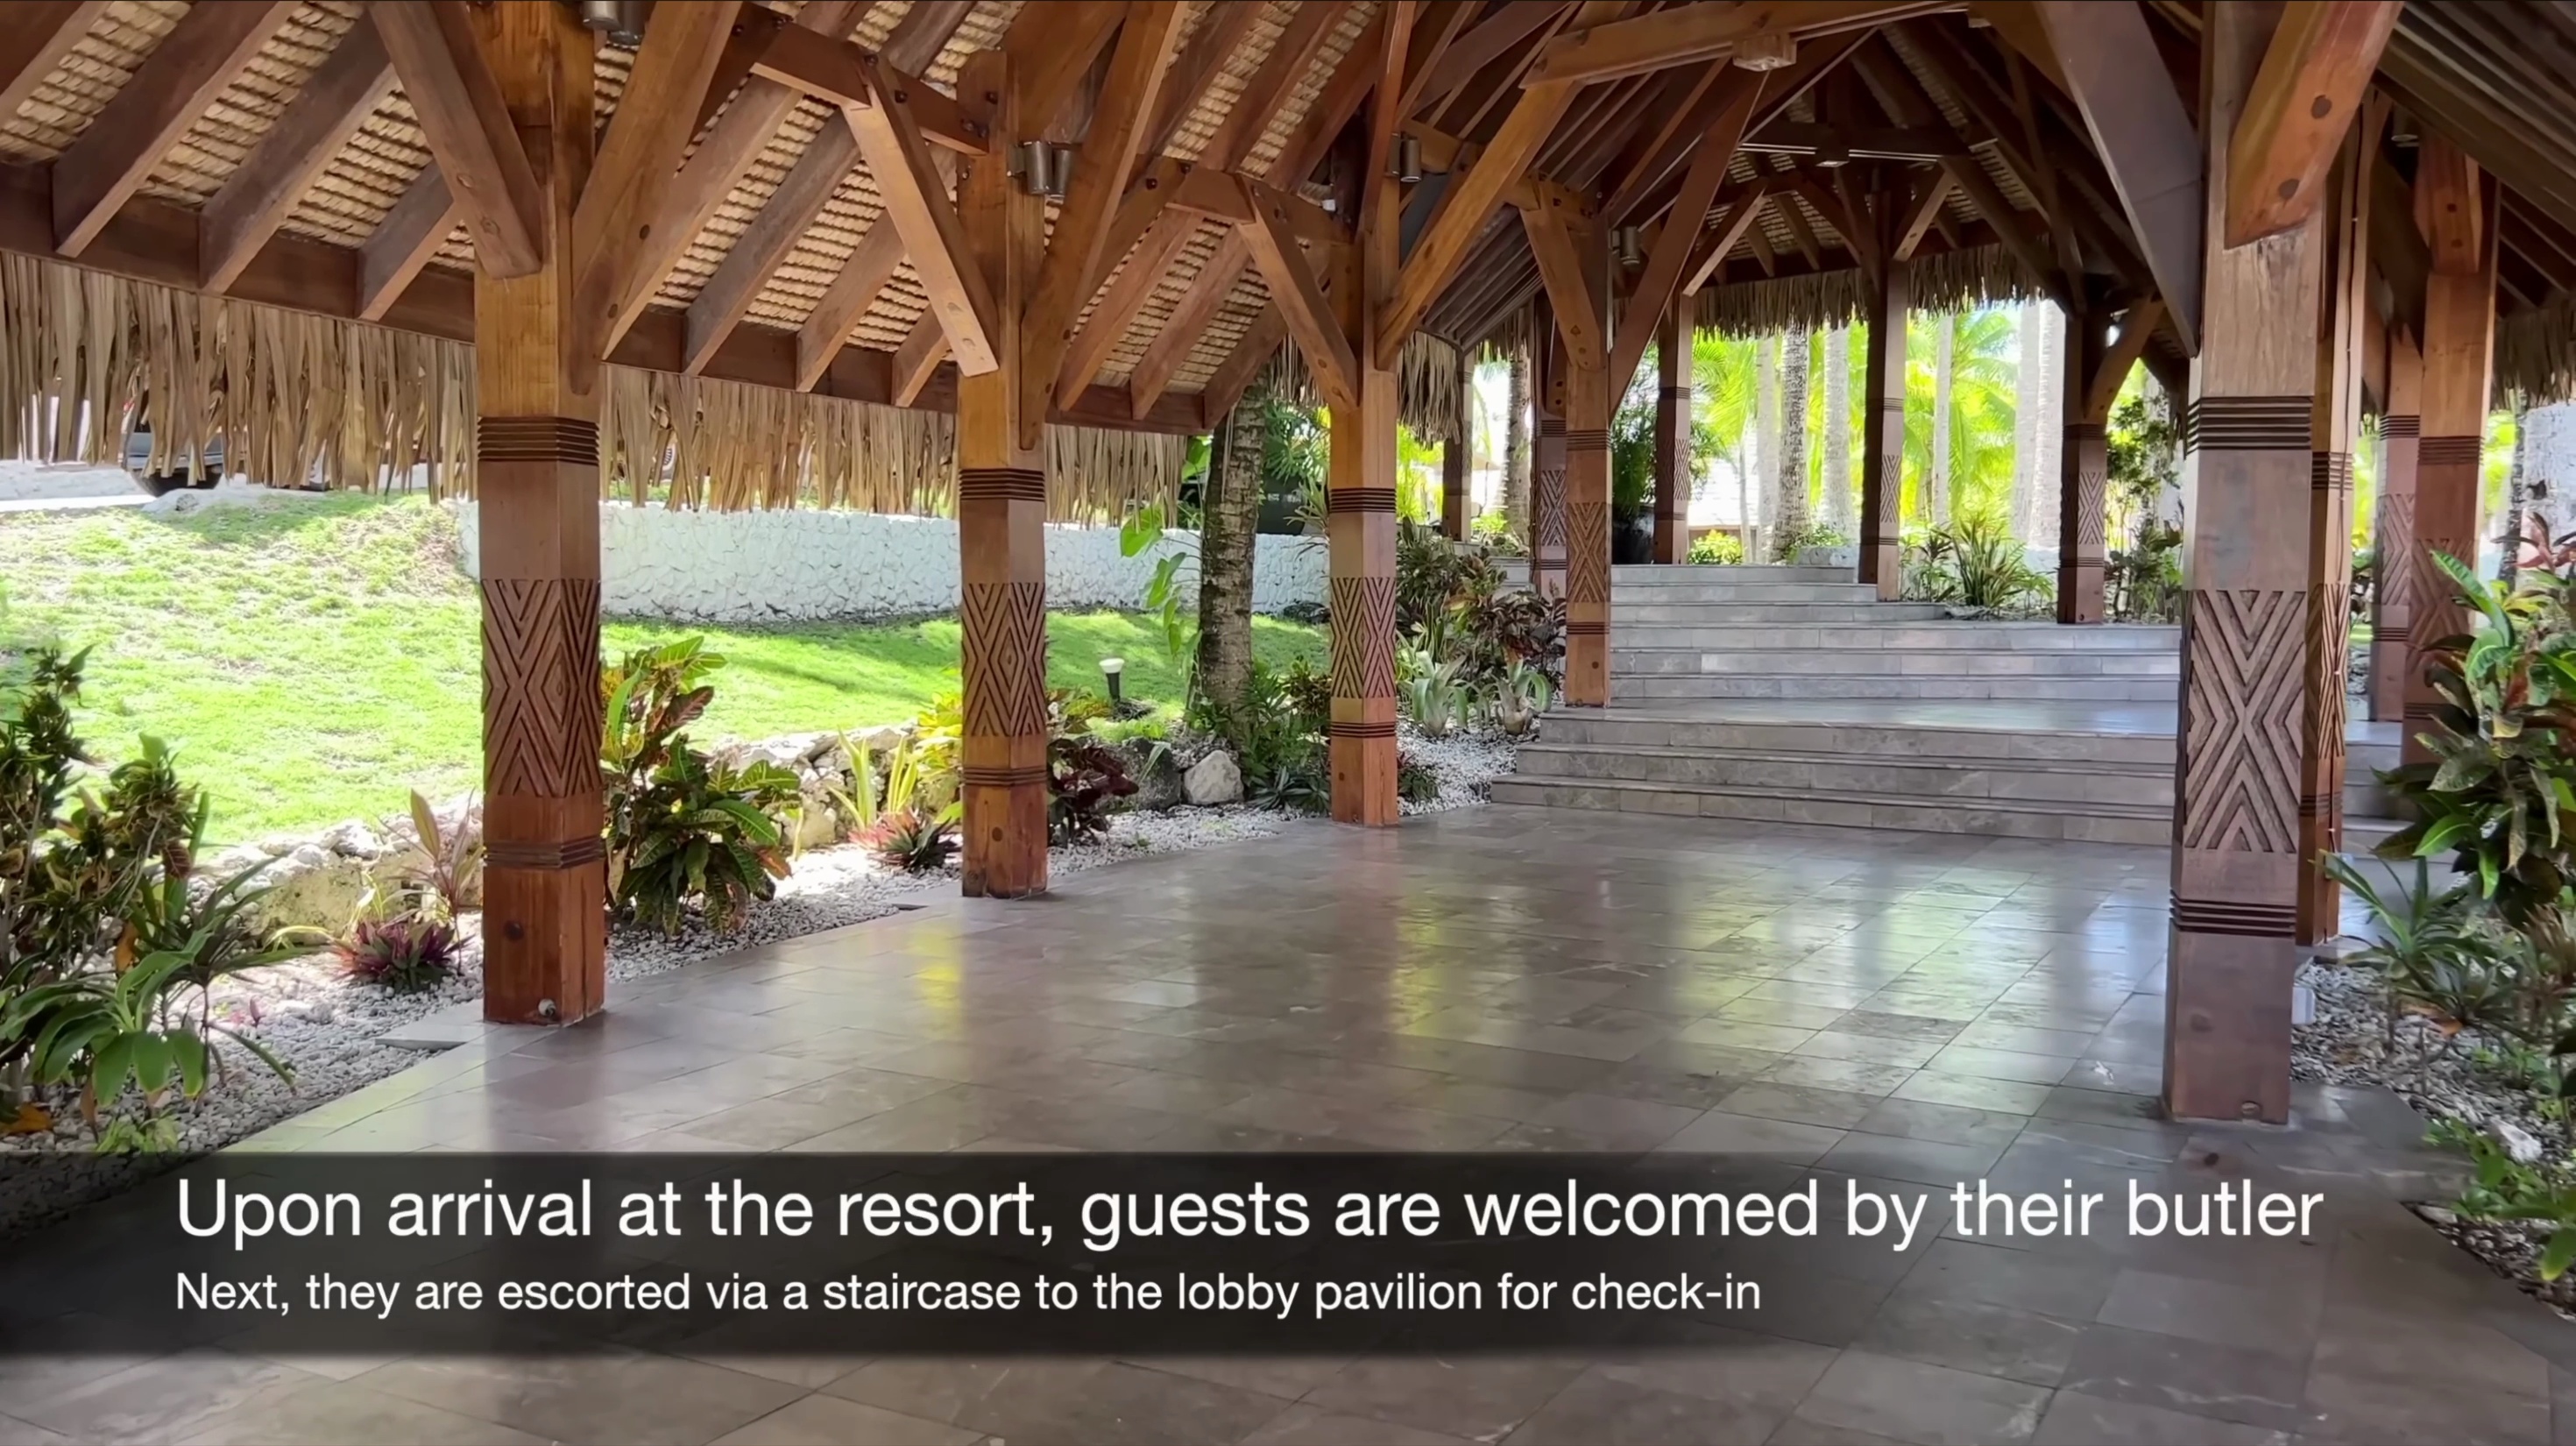 Upon arrival at the resort, guests are welcomed by their butler
Next, they are escorted via a staircase to the lobby pavilion for check-in